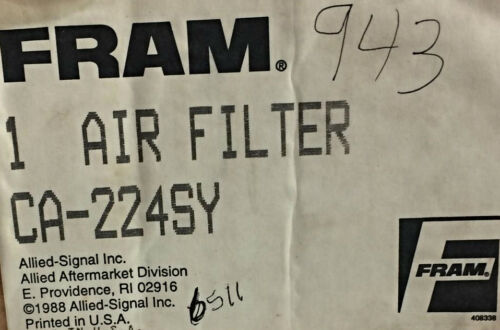 FRAM®
943
1 AIR FILTER
CA-224SY
Allied-Signal Inc.
Allied Aftermarket Division
E. Providence, RI 02916
©1988 Allied-Signal Inc.
Printed in U.S.A.
6511
FRAM®
408338